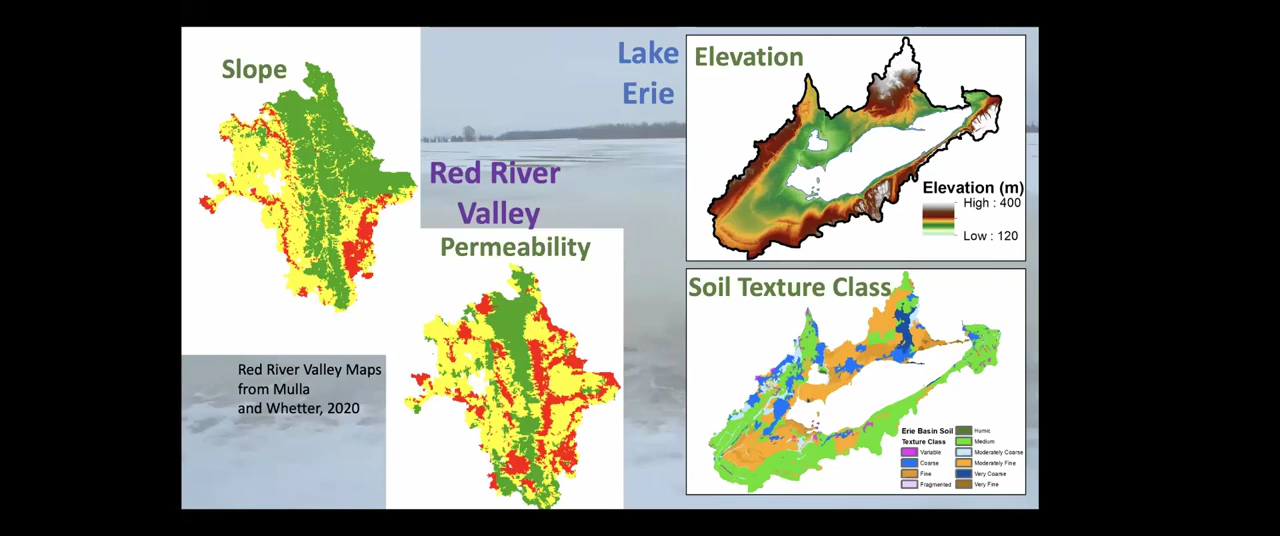 Slope
Lake
Erie
Elevation
Red River
Valley
Elevation (m)
High : 400
Low : 120
Permeability
Soil Texture Class
Red River Valley Maps
from Mulla
and Whetter, 2020
Erie Basin Soil
Texture Class
Variable
Coarse
Fine
Fragmented
Humic
Medium
Moderately Coarse
Moderately Fine
Very Coarse
Very Fine